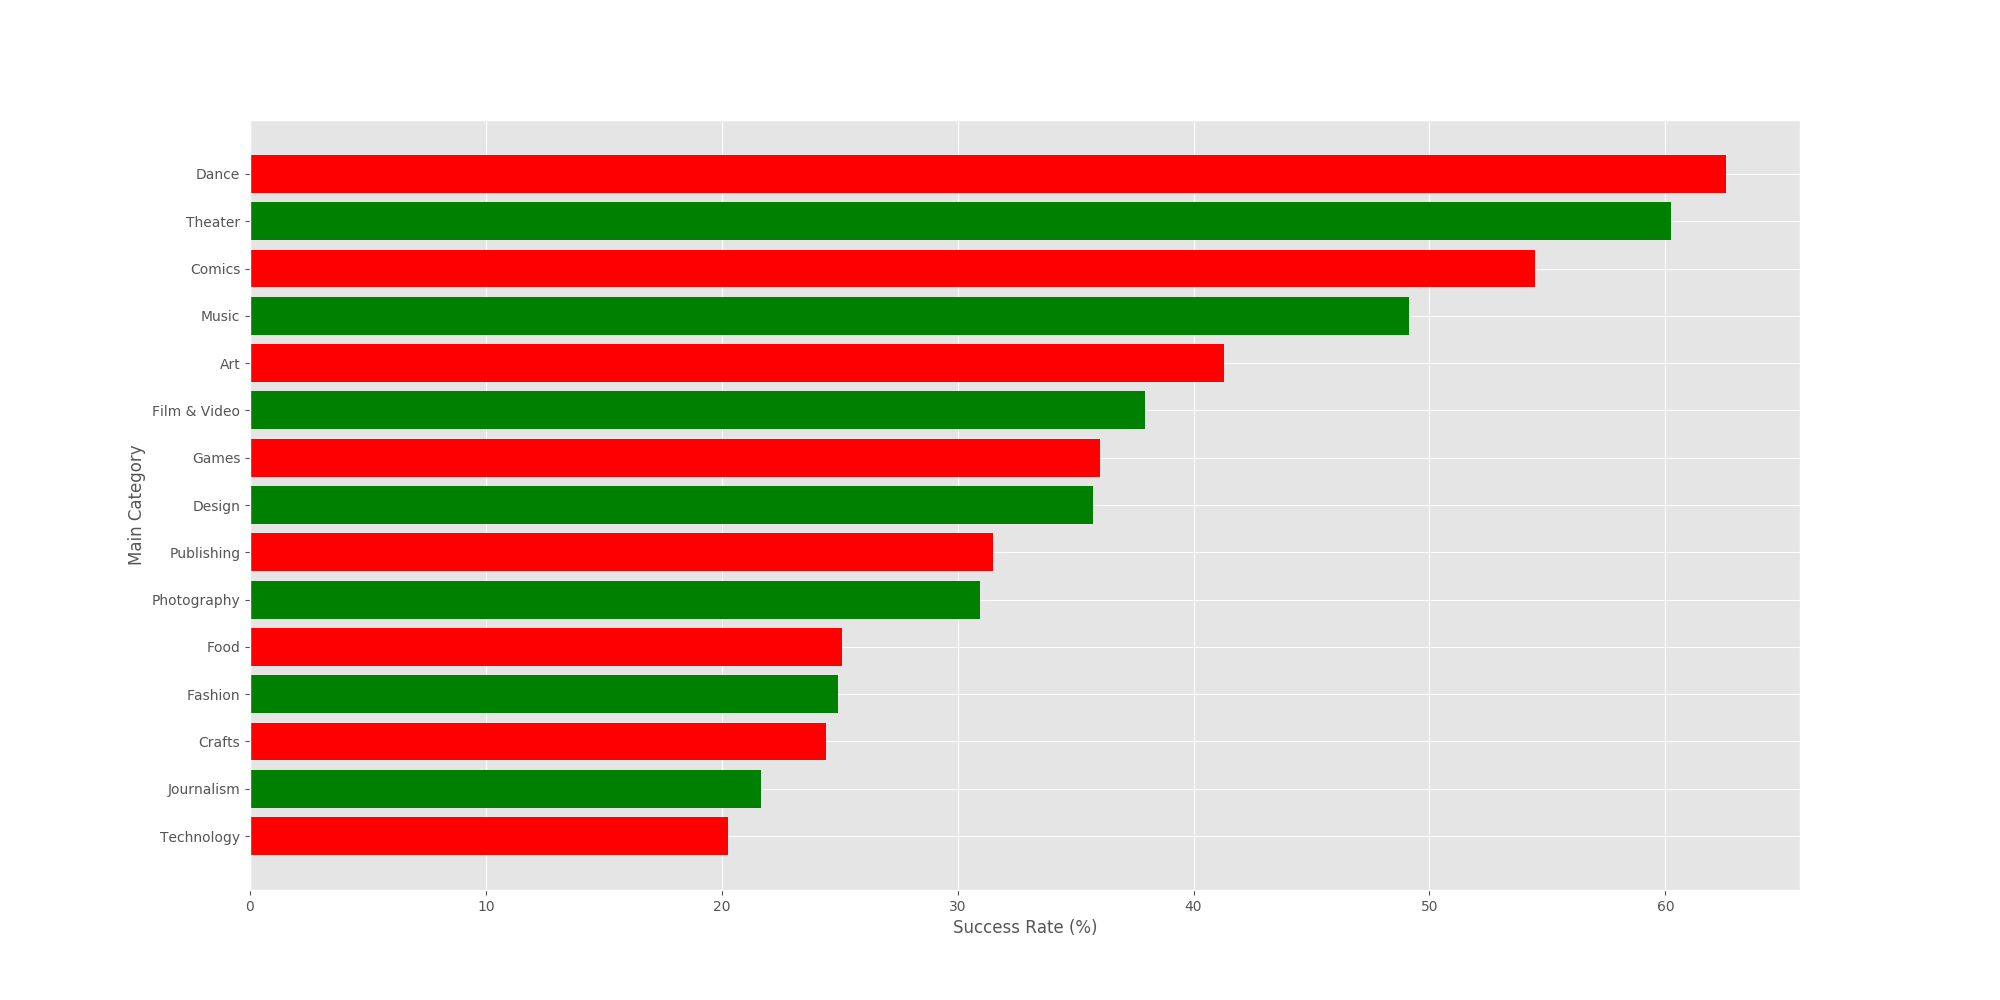 Dance
Theater
Comics
Music
Art
Film & Video
Games
Design
Publishing
Photography
Food
Fashion
Crafts
Journalism
Technology
Main Category
0 10 20 30 40 50 60
Success Rate (%)